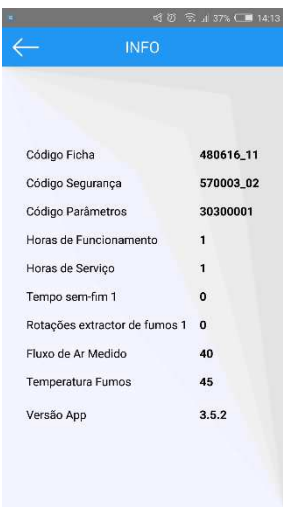 37% 14:13
INFO
Código Ficha 480616_11
Código Segurança 570003_02
Código Parâmetros 30300001
Horas de Funcionamento 1
Horas de Serviço 1
Tempo sem-fim 1 0
Rotações extractor de fumos 1 0
Fluxo de Ar Medido 40
Temperatura Fumos 45
Versão App 3.5.2